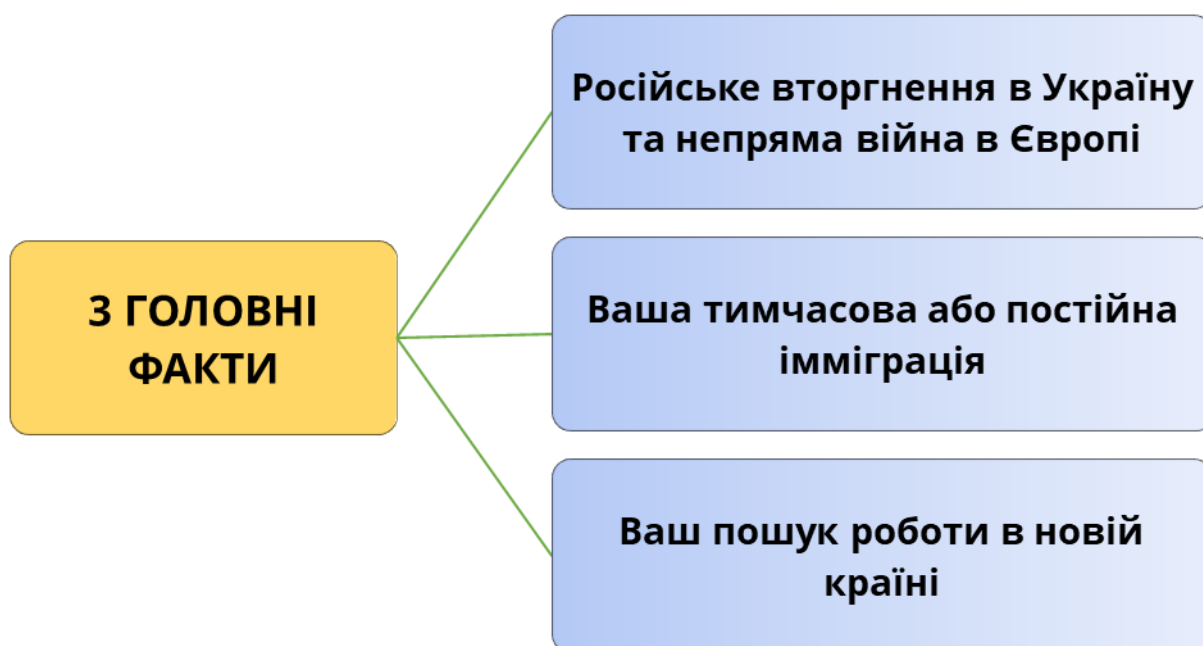 3 ГОЛОВНІ
ФАКТИ
Російське вторгнення в Україну
та непряма війна в Європі
Ваша тимчасова або постійна
імміграція
Ваш пошук роботи в новій
країні